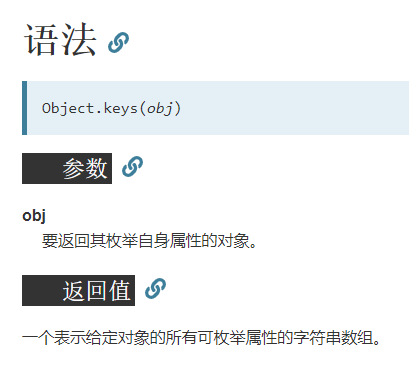 语法
Object.keys(obj)
参数
obj
要返回其枚举自身属性的对象。
返回值
一个表示给定对象的所有可枚举属性的字符串数组。